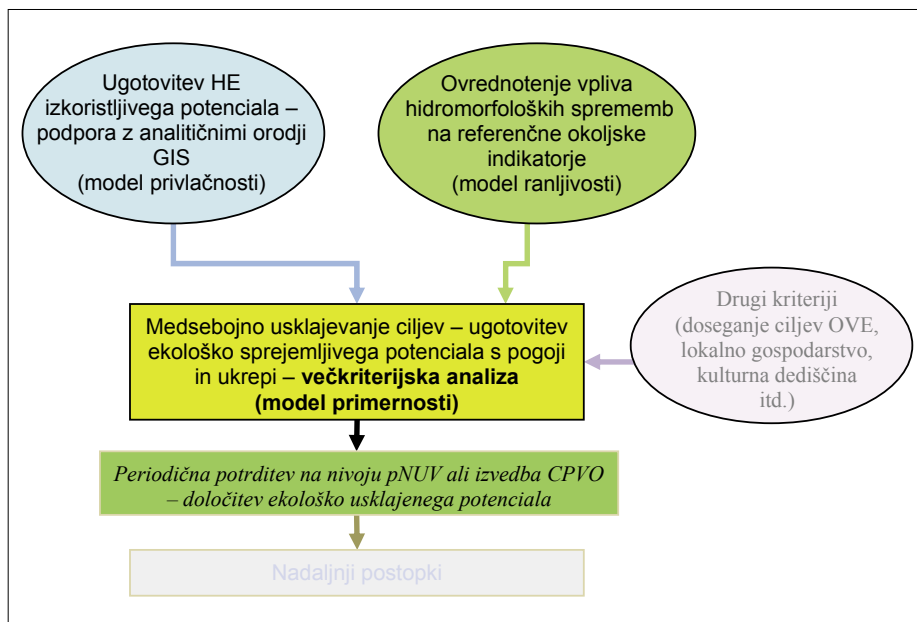 Ugotovitev HE
izkoristljivega potenciala –
podpora z analitičnimi orodji
GIS
(model privlačnosti)
Ovrednotenje vpliva
hidromorfoloških sprememb
na referenčne okoljske
indikatorje
(model ranljivosti)
Medsebojno usklajevanje ciljev – ugotovitev
ekološko sprejemljivega potenciala s pogoji
in ukrepi – večkriterijska analiza
(model primernosti)
Drugi kriteriji
(doseganje ciljev OVE,
lokalno gospodarstvo,
kulturna dediščina
itd.)
Periodična potrditev na nivoju pNUV ali izvedba CPVO
– določitev ekološko usklajenega potenciala
Nadaljnji postopki